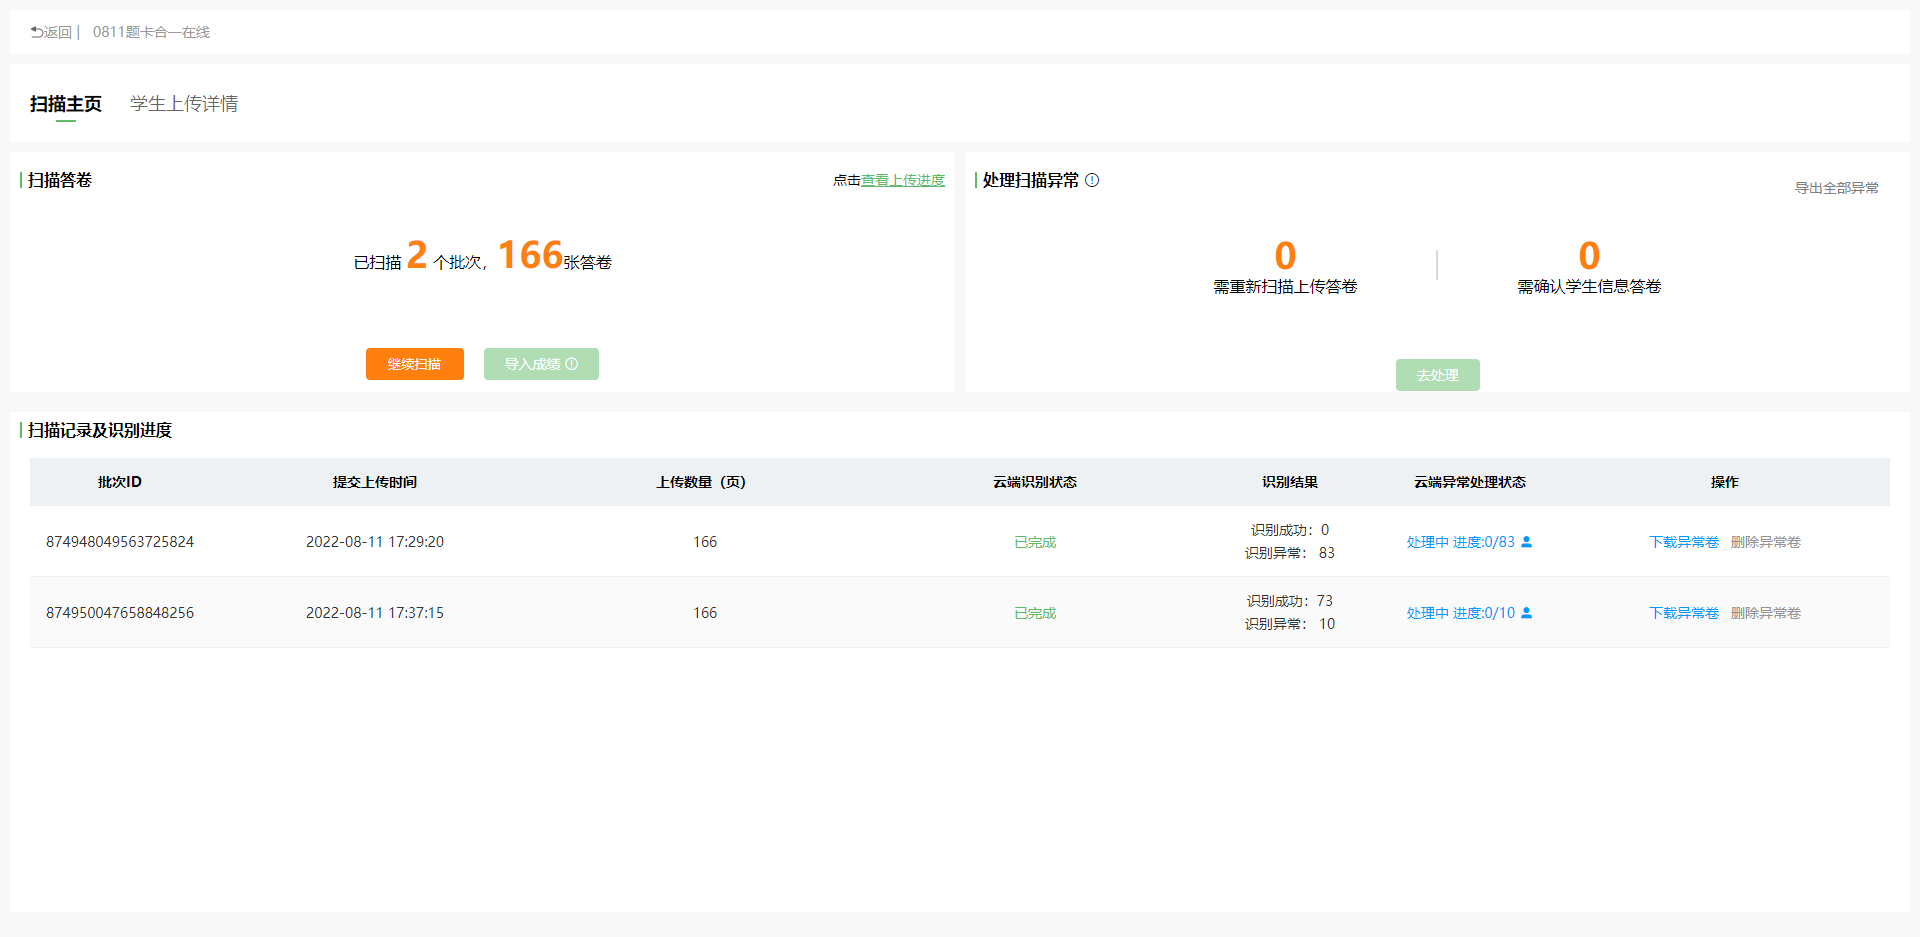 返回 | 0811题卡合一在线
扫描主页 学生上传详情
扫描答卷 点击查看上传进度
已扫描 2 个批次，166张答卷
继续扫描 导入成绩
处理扫描异常 导出全部异常
0 0
需重新扫描上传答卷 需确认学生信息答卷
去处理
扫描记录及识别进度
批次ID 提交上传时间 上传数量（页） 云端识别状态 识别结果 云端异常处理状态 操作
874948049563725824 2022-08-11 17:29:20 166 已完成 识别成功：0 处理中 进度:0/83 下载异常卷 删除异常卷
识别异常： 83
874950047658848256 2022-08-11 17:37:15 166 已完成 识别成功：73 处理中 进度:0/10 下载异常卷 删除异常卷
识别异常： 10